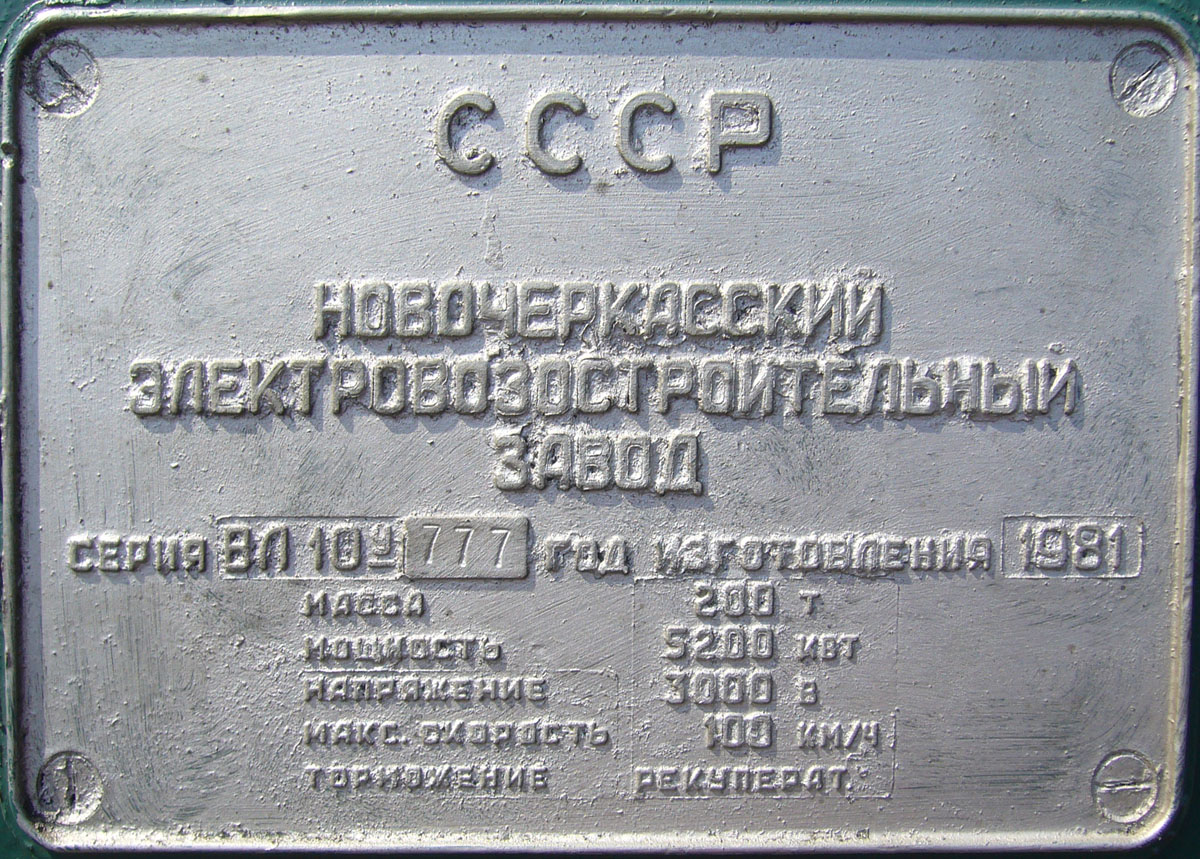 СССР
НОВОЧЕРКАССКИЙ
ЭЛЕКТРОВОЗОСТРОИТЕЛЬНЫЙ
ЗАВОД
СЕРИЯ ВЛ 10У 777 ГОД ИЗГОТОВЛЕНИЯ 1981
МАССА 200 Т
МОЩНОСТЬ 5200 КВТ
НАПРЯЖЕНИЕ 3000 В
МАКС. СКОРОСТЬ 100 КМ/Ч
ТОРМОЖЕНИЕ РЕКУПЕРАТ.